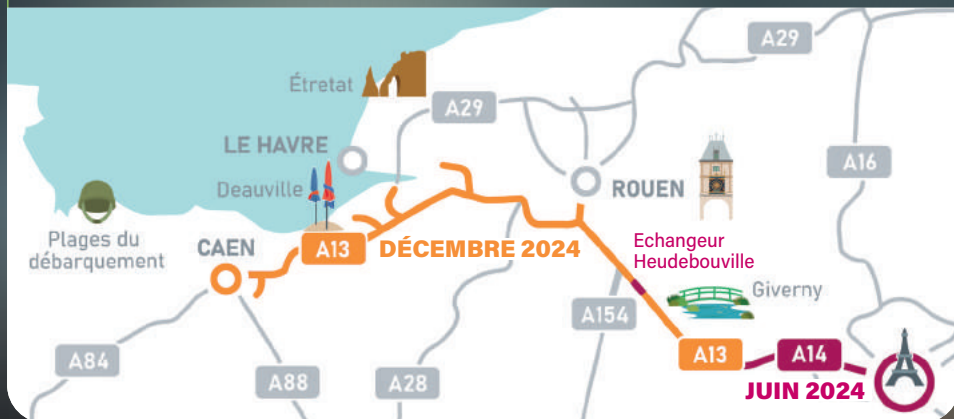 A29
Étretat
A29
LE HAVRE
A16
Deauville
ROUEN
Plages du
débarquement
CAEN
A13
DÉCEMBRE 2024
Echangeur
Heudebouville
Giverny
A154
A84
A88
A28
A13
A14
JUIN 2024